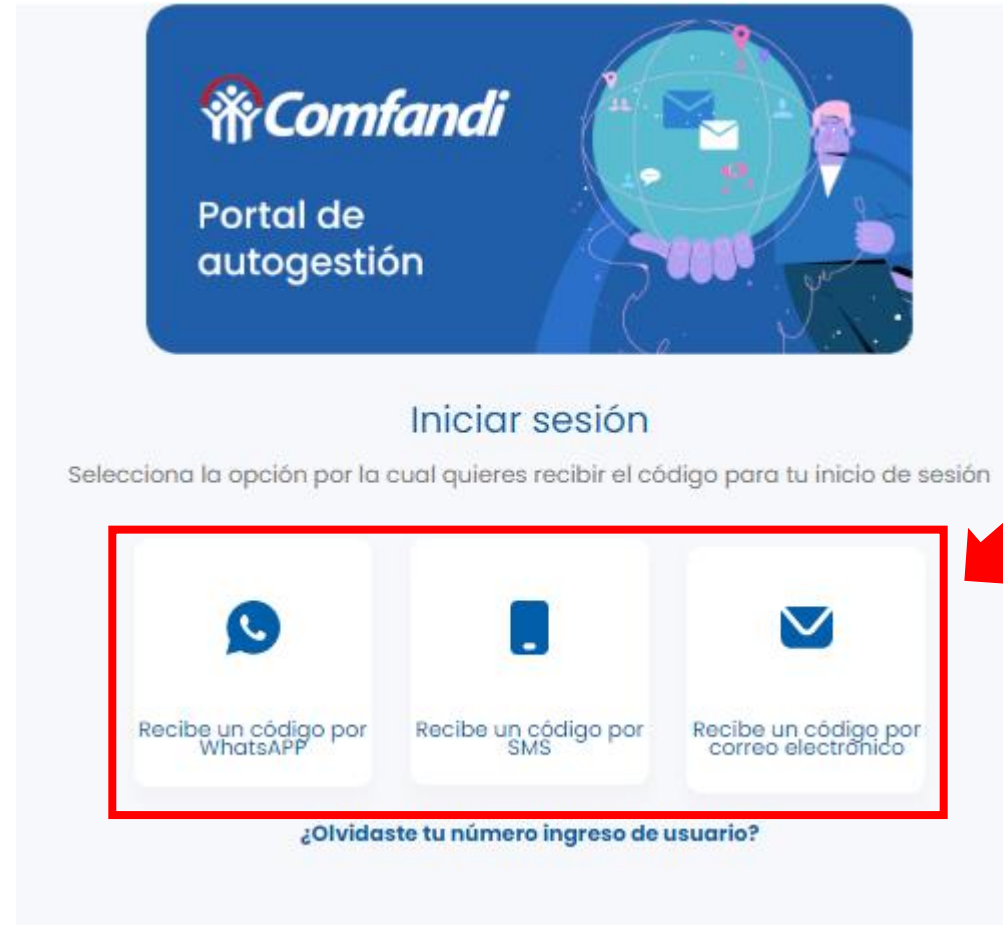 Comfandi
Portal de
autogestión
Iniciar sesión
Selecciona la opción por la cual quieres recibir el código para tu inicio de sesión
Recibe un código por
WhatsAPP
Recibe un código por
SMS
Recibe un código por
correo electrónico
¿Olvidaste tu número ingreso de usuario?